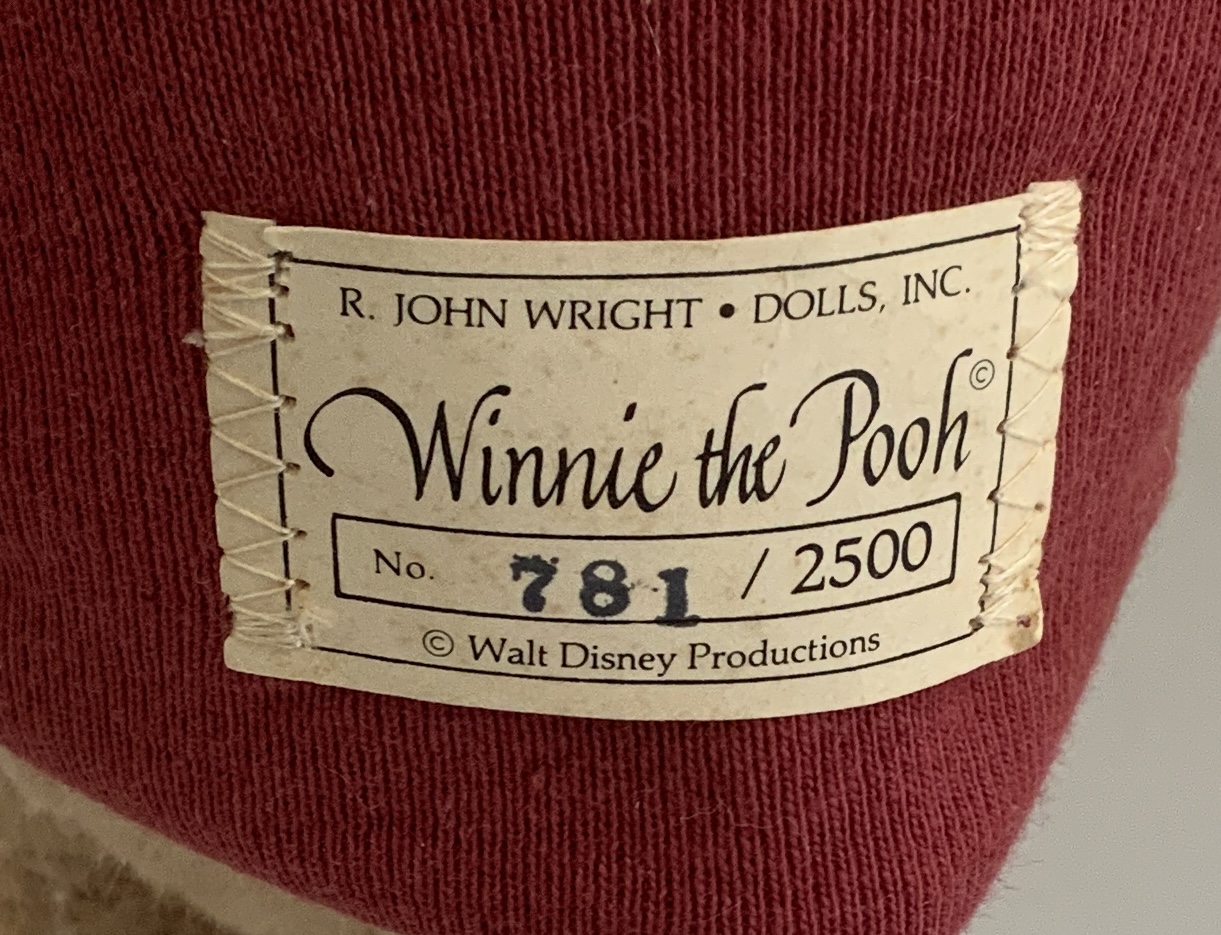 R. JOHN WRIGHT • DOLLS, INC.
Winnie the Pooh©
No. 781 / 2500
© Walt Disney Productions